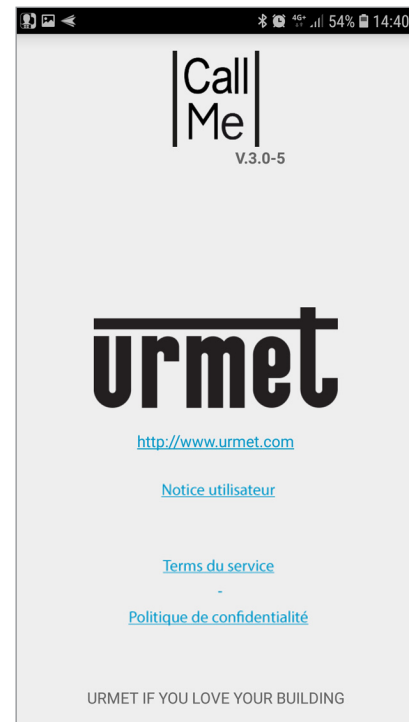 4G+ 54% 14:40
Call
Me
V.3.0-5
urmet
http://www.urmet.com
Notice utilisateur
Terms du service
-
Politique de confidentialité
URMET IF YOU LOVE YOUR BUILDING